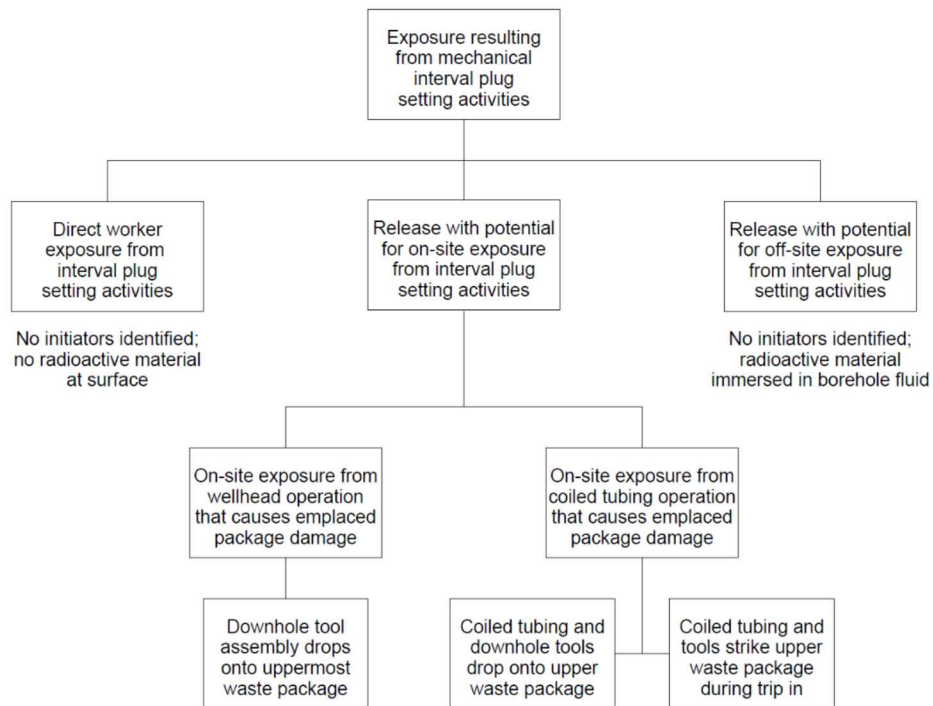 Exposure resulting
from mechanical
interval plug
setting activities
Direct worker
exposure from
interval plug
setting activities
No initiators identified;
no radioactive material
at surface
Release with potential
for on-site exposure
from interval plug
setting activities
Release with potential
for off-site exposure
from interval plug
setting activities
No initiators identified;
radioactive material
immersed in borehole fluid
On-site exposure from
wellhead operation
that causes emplaced
package damage
On-site exposure from
coiled tubing operation
that causes emplaced
package damage
Downhole tool
assembly drops
onto uppermost
waste package
Coiled tubing and
downhole tools
drop onto upper
waste package
Coiled tubing and
tools strike upper
waste package
during trip in